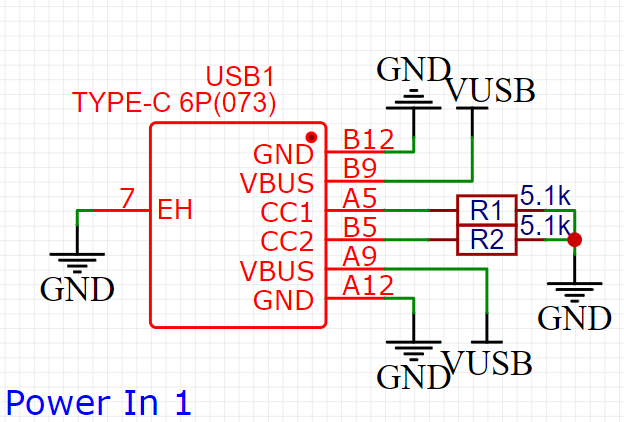 USB1
TYPE-C 6P(073)
GND
VUSB
GND B12
VBUS B9
7 EH
CC1 A5 R1 5.1k
CC2 B5 R2 5.1k
VBUS A9
GND A12
GND
GND
GND
VUSB
Power In 1